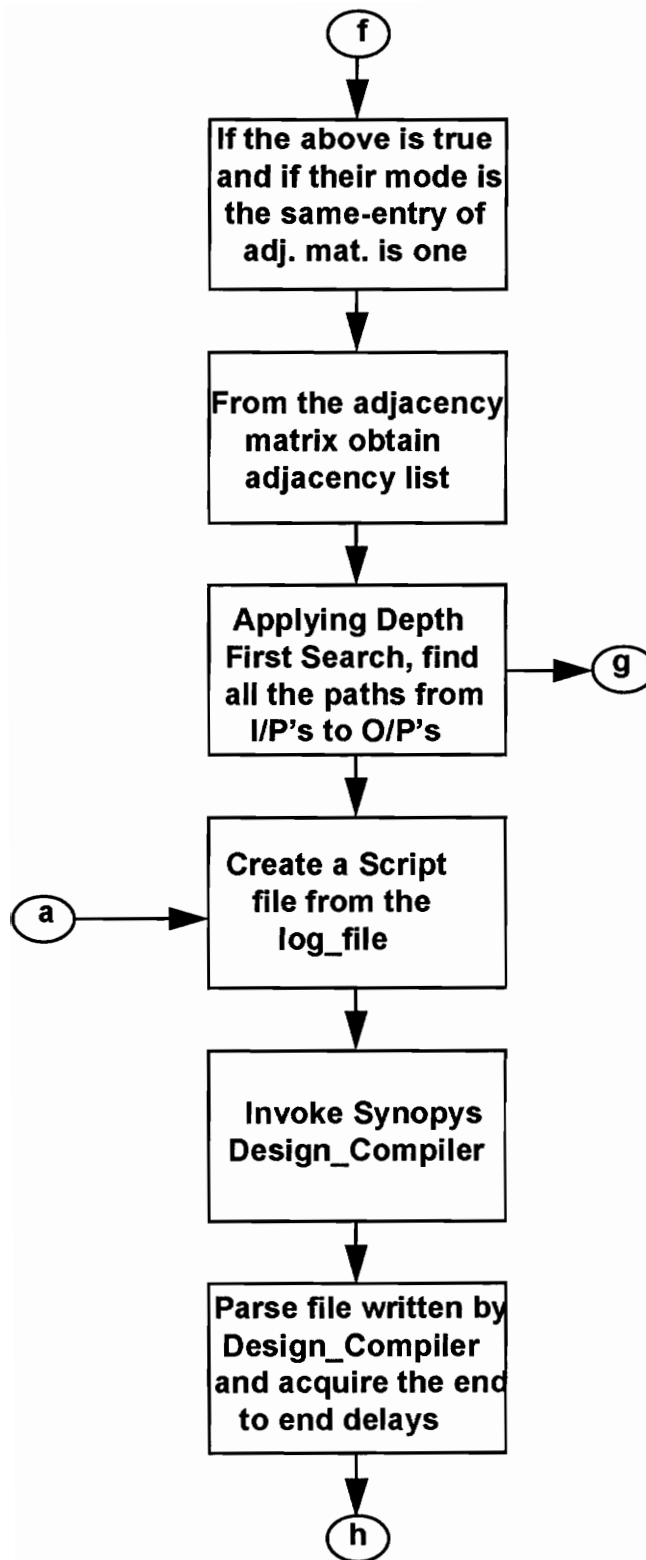 f
If the above is true
and if their mode is
the same-entry of
adj. mat. is one
From the adjacency
matrix obtain
adjacency list
Applying Depth
First Search, find
all the paths from
I/P's to O/P's
g
Create a Script
file from the
log_file
a
Invoke Synopys
Design_Compiler
Parse file written by
Design_Compiler
and acquire the end
to end delays
h